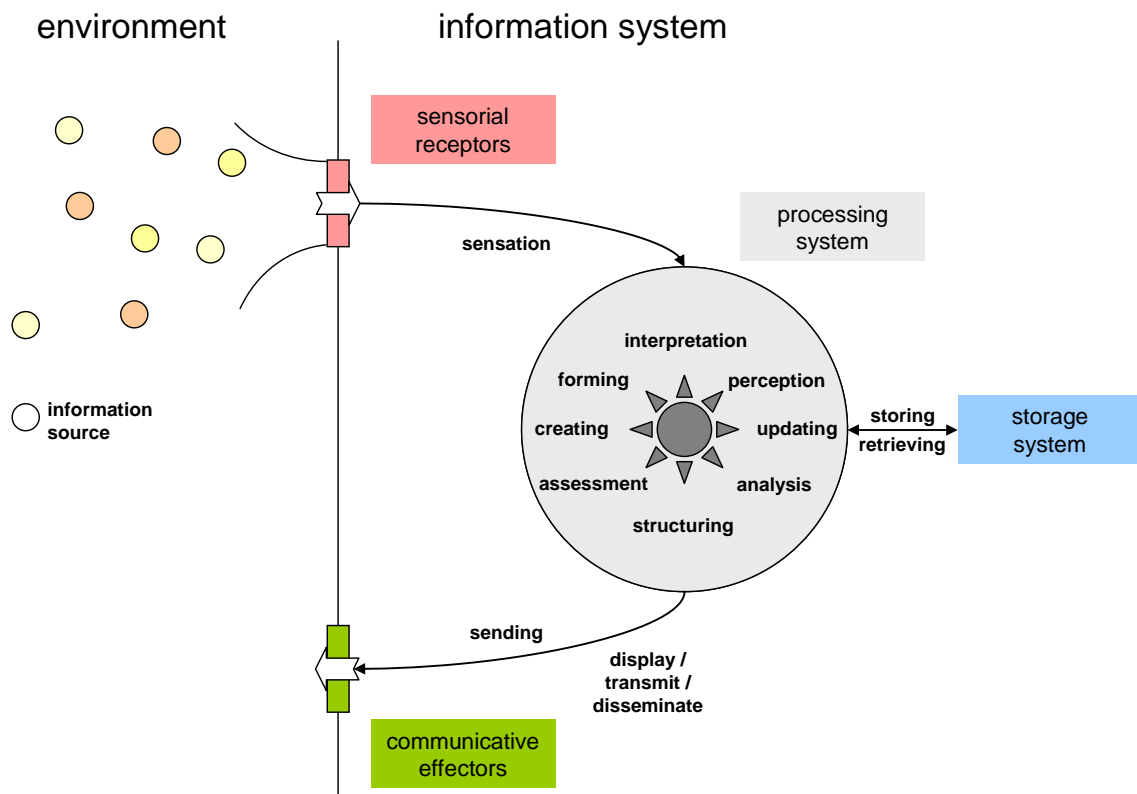 environment
information system
sensorial
receptors
processing
system
sensation
interpretation
forming
perception
creating
updating
assessment
analysis
structuring
storing
retrieving
storage
system
information
source
sending
display /
transmit /
disseminate
communicative
effectors